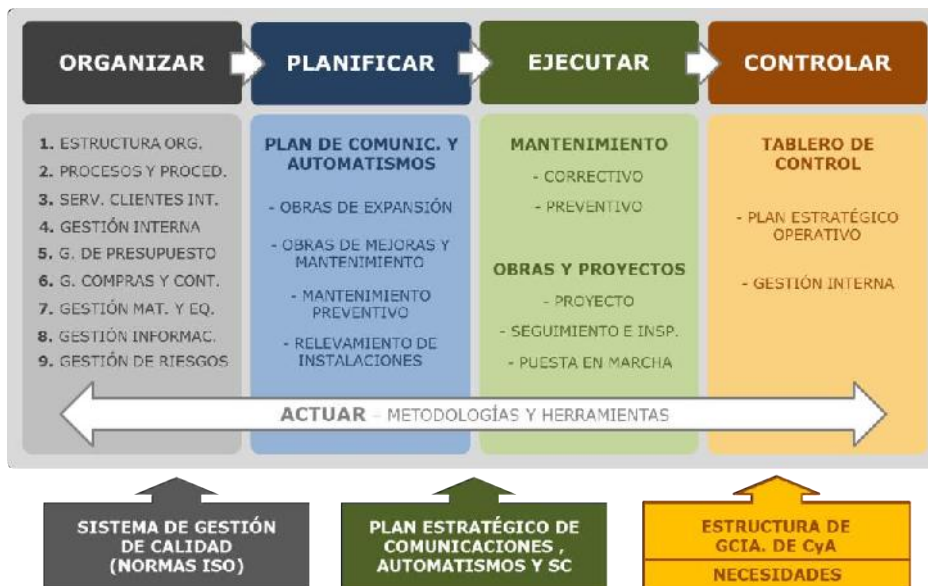 ORGANIZAR
PLANIFICAR
EJECUTAR
CONTROLAR
1. ESTRUCTURA ORG.
2. PROCESOS Y PROCED.
3. SERV. CLIENTES INT.
4. GESTIÓN INTERNA
5. G. DE PRESUPUESTO
6. G. COMPRAS Y CONT.
7. GESTIÓN MAT. Y EQ.
8. GESTIÓN INFORMAC.
9. GESTIÓN DE RIESGOS
PLAN DE COMUNIC. Y
AUTOMATISMOS
- OBRAS DE EXPANSIÓN
- OBRAS DE MEJORAS Y
MANTENIMIENTO
- MANTENIMIENTO
PREVENTIVO
- RELEVAMIENTO DE
INSTALACIONES
MANTENIMIENTO
- CORRECTIVO
- PREVENTIVO
OBRAS Y PROYECTOS
- PROYECTO
- SEGUIMIENTO E INSP.
- PUESTA EN MARCHA
TABLERO DE
CONTROL
- PLAN ESTRATÉGICO
OPERATIVO
- GESTIÓN INTERNA
ACTUAR – METODOLOGÍAS Y HERRAMIENTAS
SISTEMA DE GESTIÓN
DE CALIDAD
(NORMAS ISO)
PLAN ESTRATÉGICO DE
COMUNICACIONES ,
AUTOMATISMOS Y SC
ESTRUCTURA DE
GCIA. DE CyA
NECESIDADES